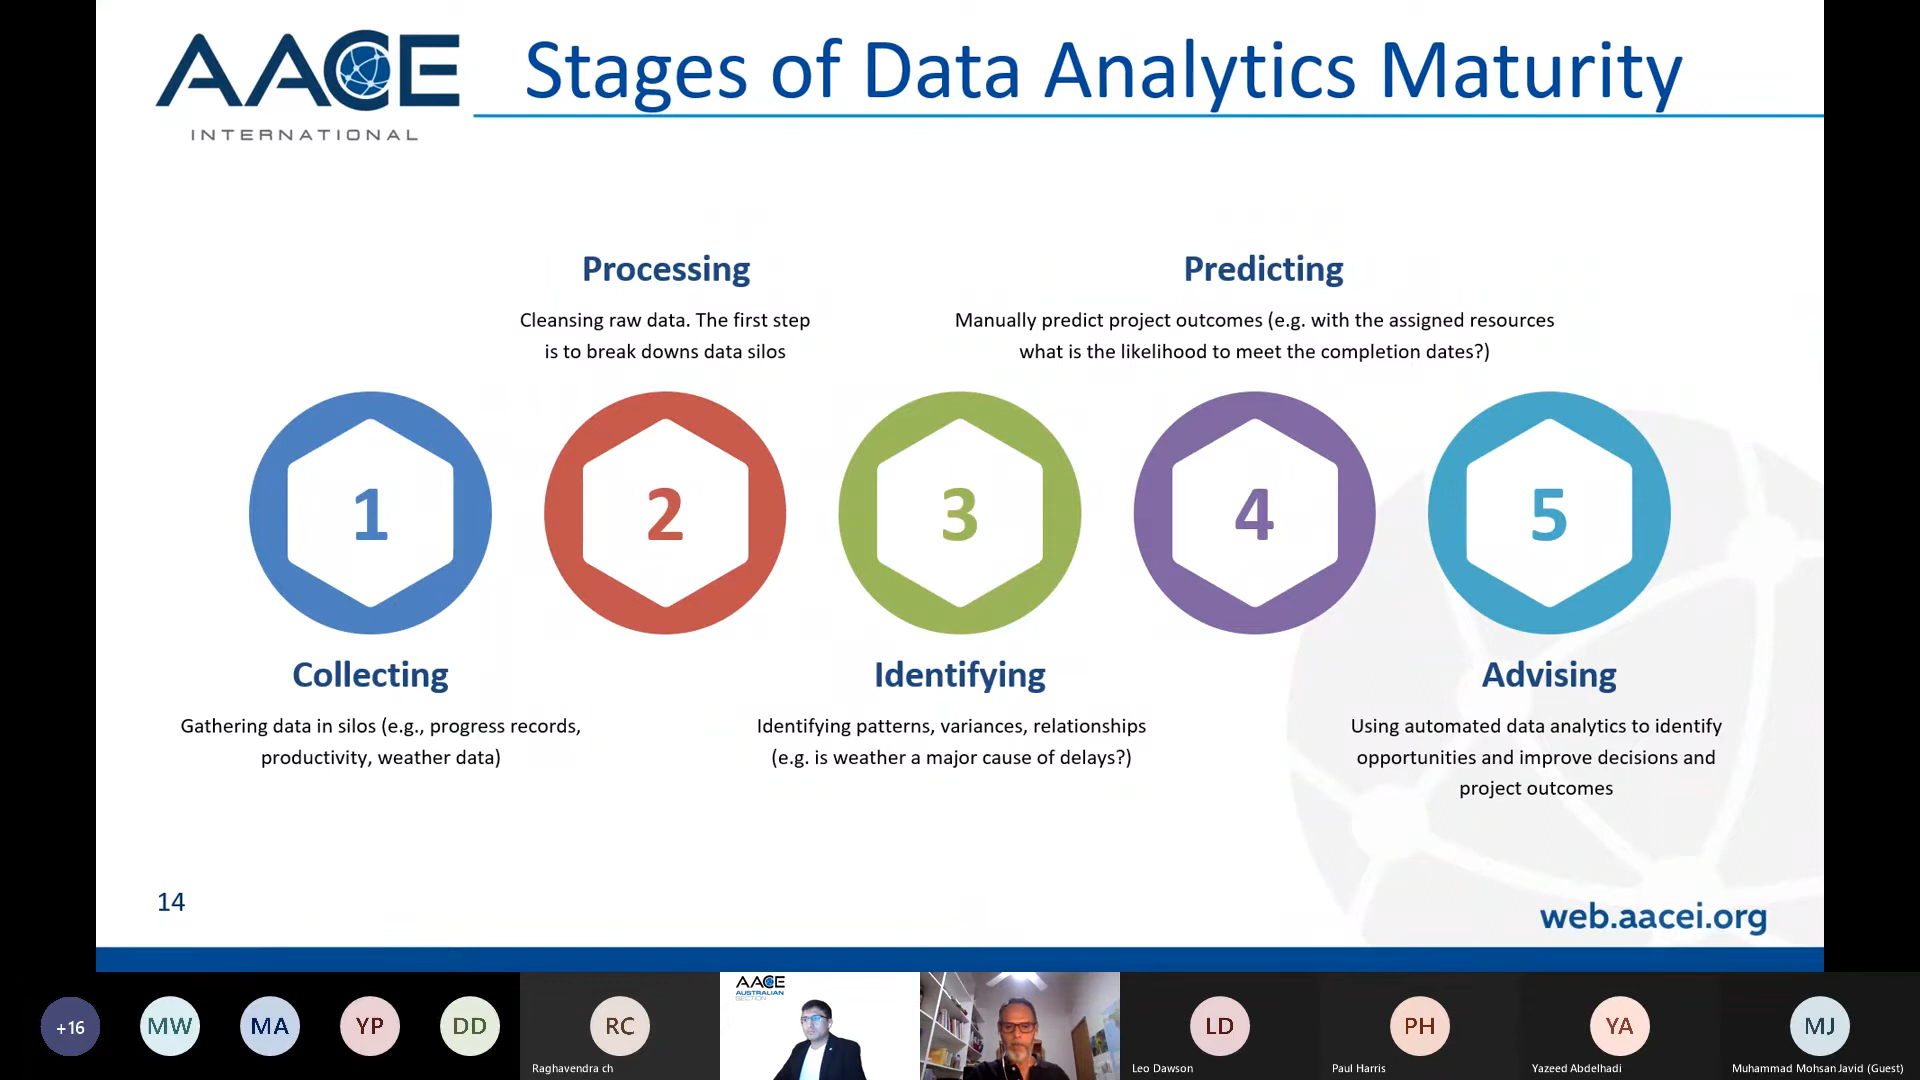 AACE
INTERNATIONAL
Stages of Data Analytics Maturity
Processing
Cleansing raw data. The first step
is to break downs data silos
Predicting
Manually predict project outcomes (e.g. with the assigned resources
what is the likelihood to meet the completion dates?)
1
2
3
4
5
Collecting
Gathering data in silos (e.g., progress records,
productivity, weather data)
Identifying
Identifying patterns, variances, relationships
(e.g. is weather a major cause of delays?)
Advising
Using automated data analytics to identify
opportunities and improve decisions and
project outcomes
14
web.aacei.org
+16
MW
MA
YP
DD
RC
Raghavendra ch
AACE
AUSTRALIAN
SECTION
LD
Leo Dawson
PH
Paul Harris
YA
Yazeed Abdelhadi
MJ
Muhammad Mohsan Javid (Guest)